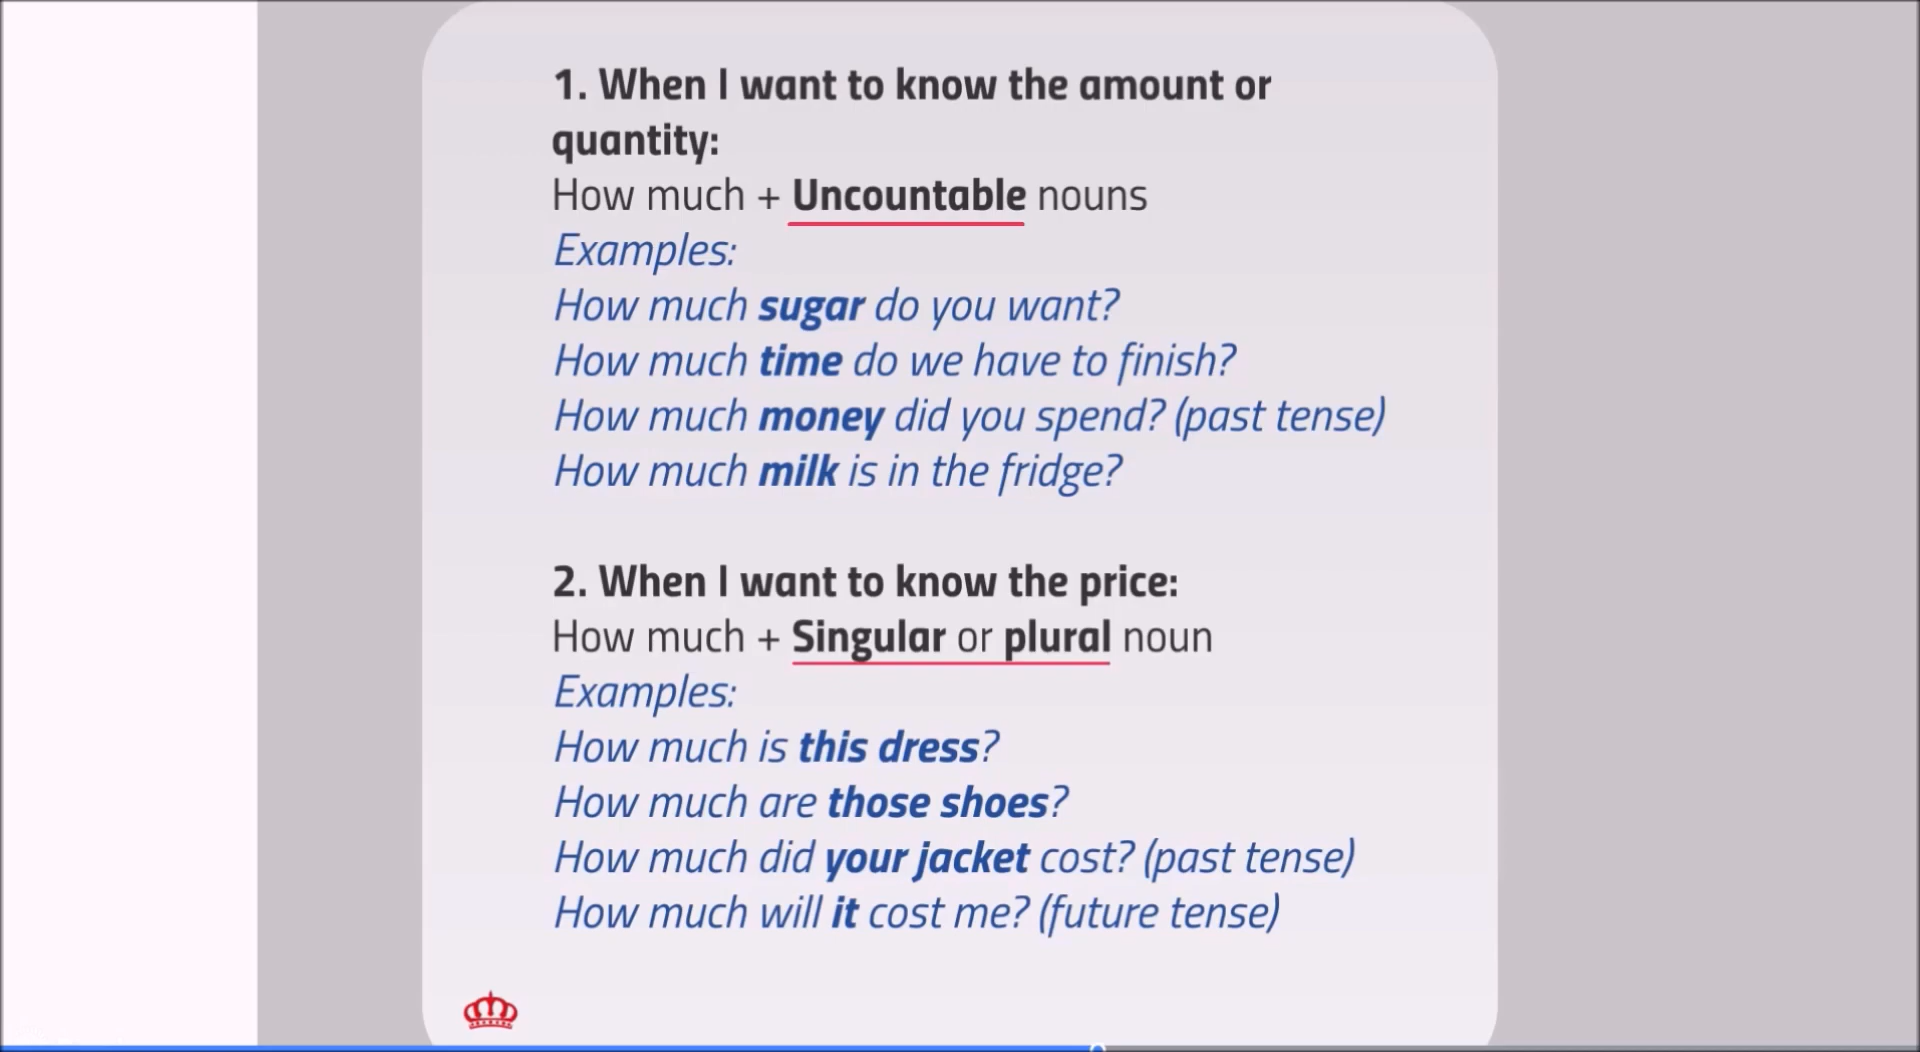 1. When I want to know the amount or
quantity:
How much + Uncountable nouns
Examples:
How much sugar do you want?
How much time do we have to finish?
How much money did you spend? (past tense)
How much milk is in the fridge?
2. When I want to know the price:
How much + Singular or plural noun
Examples:
How much is this dress?
How much are those shoes?
How much did your jacket cost? (past tense)
How much will it cost me? (future tense)